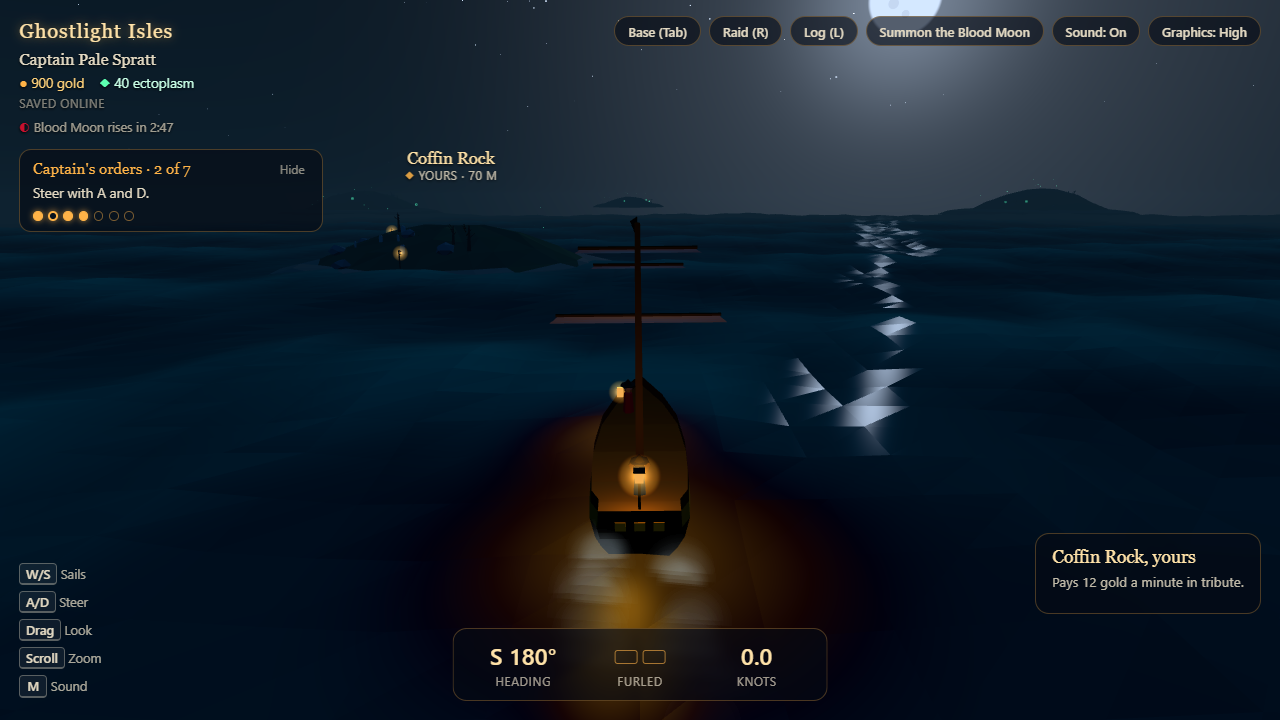 Ghostlight Isles
Captain Pale Spratt
900 gold 40 ectoplasm
SAVED ONLINE
Blood Moon rises in 2:47
Captain's orders · 2 of 7 Hide
Steer with A and D.
Base (Tab) Raid (R) Log (L) Summon the Blood Moon Sound: On Graphics: High
Coffin Rock
YOURS · 70 M
W/S Sails
A/D Steer
Drag Look
Scroll Zoom
M Sound
Coffin Rock, yours
Pays 12 gold a minute in tribute.
S 180° 0.0
HEADING FURLED KNOTS